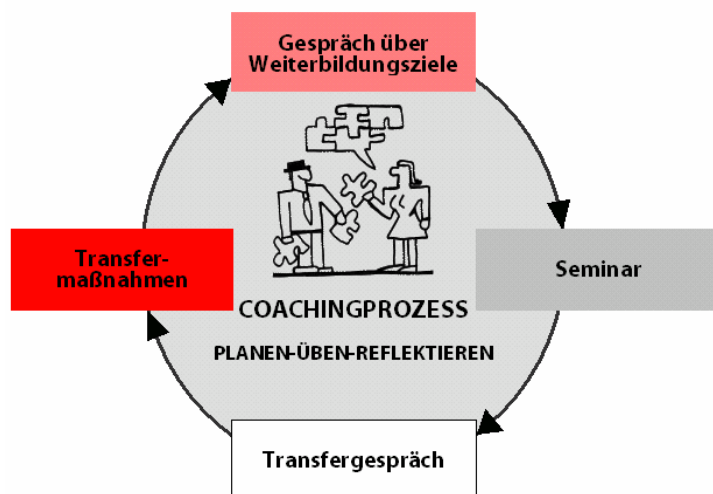 Gespräch über
Weiterbildungsziele
Transfer-
maßnahmen
Seminar
COACHINGPROZESS
PLANEN-ÜBEN-REFLEKTIEREN
Transfergespräch